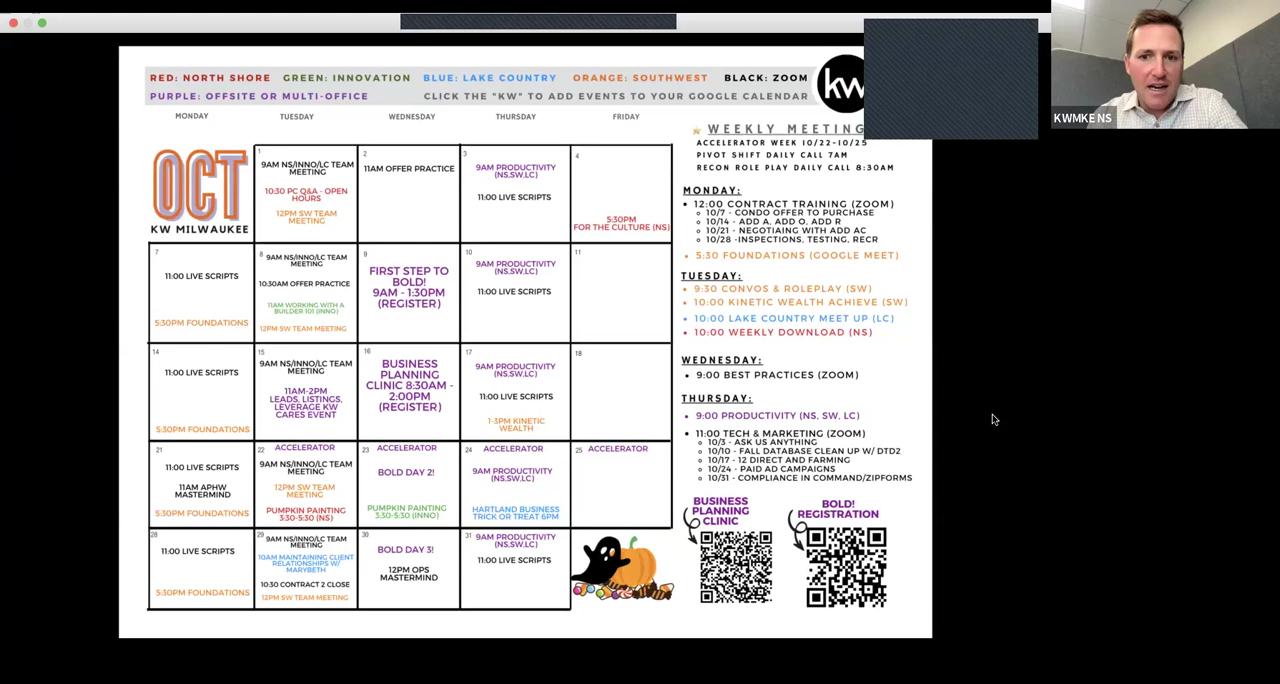 RED: NORTH SHORE GREEN: INNOVATION BLUE: LAKE COUNTRY ORANGE: SOUTHWEST BLACK: ZOOM
PURPLE: OFFSITE OR MULTI-OFFICE CLICK THE "KW" TO ADD EVENTS TO YOUR GOOGLE CALENDAR
kw
KWMKE NS
MONDAY TUESDAY WEDNESDAY THURSDAY FRIDAY
OCT
KW MILWAUKEE
1
9AM NS/INNO/LC TEAM
MEETING
10:30 PC Q&A - OPEN
HOURS
12PM SW TEAM
MEETING
2
11AM OFFER PRACTICE
3
9AM PRODUCTIVITY
(NS,SW,LC)
11:00 LIVE SCRIPTS
4
5:30PM
FOR THE CULTURE (NS)
7
11:00 LIVE SCRIPTS
5:30PM FOUNDATIONS
8
9AM NS/INNO/LC TEAM
MEETING
10:30AM OFFER PRACTICE
11AM WORKING WITH A
BUILDER 101 (INNO)
12PM SW TEAM MEETING
9
FIRST STEP TO
BOLD!
9AM - 1:30PM
(REGISTER)
10
9AM PRODUCTIVITY
(NS,SW,LC)
11:00 LIVE SCRIPTS
11
14
11:00 LIVE SCRIPTS
5:30PM FOUNDATIONS
15
9AM NS/INNO/LC TEAM
MEETING
11AM-2PM
LEADS, LISTINGS,
LEVERAGE KW
CARES EVENT
16
BUSINESS
PLANNING
CLINIC 8:30AM -
2:00PM
(REGISTER)
17
9AM PRODUCTIVITY
(NS,SW,LC)
11:00 LIVE SCRIPTS
1-3PM KINETIC
WEALTH
18
21
11:00 LIVE SCRIPTS
11AM APHW
MASTERMIND
5:30PM FOUNDATIONS
22 ACCELERATOR
9AM NS/INNO/LC TEAM
MEETING
12PM SW TEAM
MEETING
PUMPKIN PAINTING
3:30-5:30 (NS)
23 ACCELERATOR
BOLD DAY 2!
PUMPKIN PAINTING
3:30-5:30 (INNO)
24 ACCELERATOR
9AM PRODUCTIVITY
(NS,SW,LC)
HARTLAND BUSINESS
TRICK OR TREAT 6PM
25 ACCELERATOR
28
11:00 LIVE SCRIPTS
5:30PM FOUNDATIONS
29
9AM NS/INNO/LC TEAM
MEETING
10AM MAINTAINING CLIENT
RELATIONSHIPS W/
MARYBETH
10:30 CONTRACT 2 CLOSE
12PM SW TEAM MEETING
30
BOLD DAY 3!
12PM OPS
MASTERMIND
31
9AM PRODUCTIVITY
(NS,SW,LC)
11:00 LIVE SCRIPTS
WEEKLY MEETING
ACCELERATOR WEEK 10/22-10/25
PIVOT SHIFT DAILY CALL 7AM
RECON ROLE PLAY DAILY CALL 8:30AM
MONDAY:
• 12:00 CONTRACT TRAINING (ZOOM)
10/7 - CONDO OFFER TO PURCHASE
10/14 - ADD A, ADD O, ADD R
10/21 - NEGOTIAING WITH ADD AC
10/28 -INSPECTIONS, TESTING, RECR
• 5:30 FOUNDATIONS (GOOGLE MEET)
TUESDAY:
• 9:30 CONVOS & ROLEPLAY (SW)
• 10:00 KINETIC WEALTH ACHIEVE (SW)
• 10:00 LAKE COUNTRY MEET UP (LC)
• 10:00 WEEKLY DOWNLOAD (NS)
WEDNESDAY:
• 9:00 BEST PRACTICES (ZOOM)
THURSDAY:
• 9:00 PRODUCTIVITY (NS, SW, LC)
• 11:00 TECH & MARKETING (ZOOM)
10/3 - ASK US ANYTHING
10/10 - FALL DATABASE CLEAN UP W/ DTD2
10/17 - 12 DIRECT AND FARMING
10/24 - PAID AD CAMPAIGNS
10/31 - COMPLIANCE IN COMMAND/ZIPFORMS
BUSINESS
PLANNING
CLINIC
BOLD!
REGISTRATION